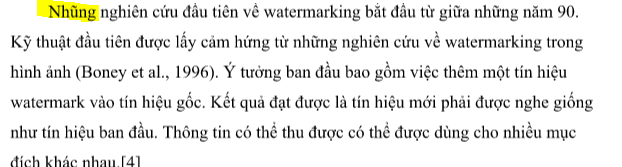 Những nghiên cứu đầu tiên về watermarking bắt đầu từ giữa những năm 90.
Kỹ thuật đầu tiên được lấy cảm hứng từ những nghiên cứu về watermarking trong
hình ảnh (Boney et al., 1996). Ý tưởng ban đầu bao gồm việc thêm một tín hiệu
watermark vào tín hiệu gốc. Kết quả đạt được là tín hiệu mới phải được nghe giống
như tín hiệu ban đầu. Thông tin có thể thu được có thể được dùng cho nhiều mục
đích khác nhau.[4]